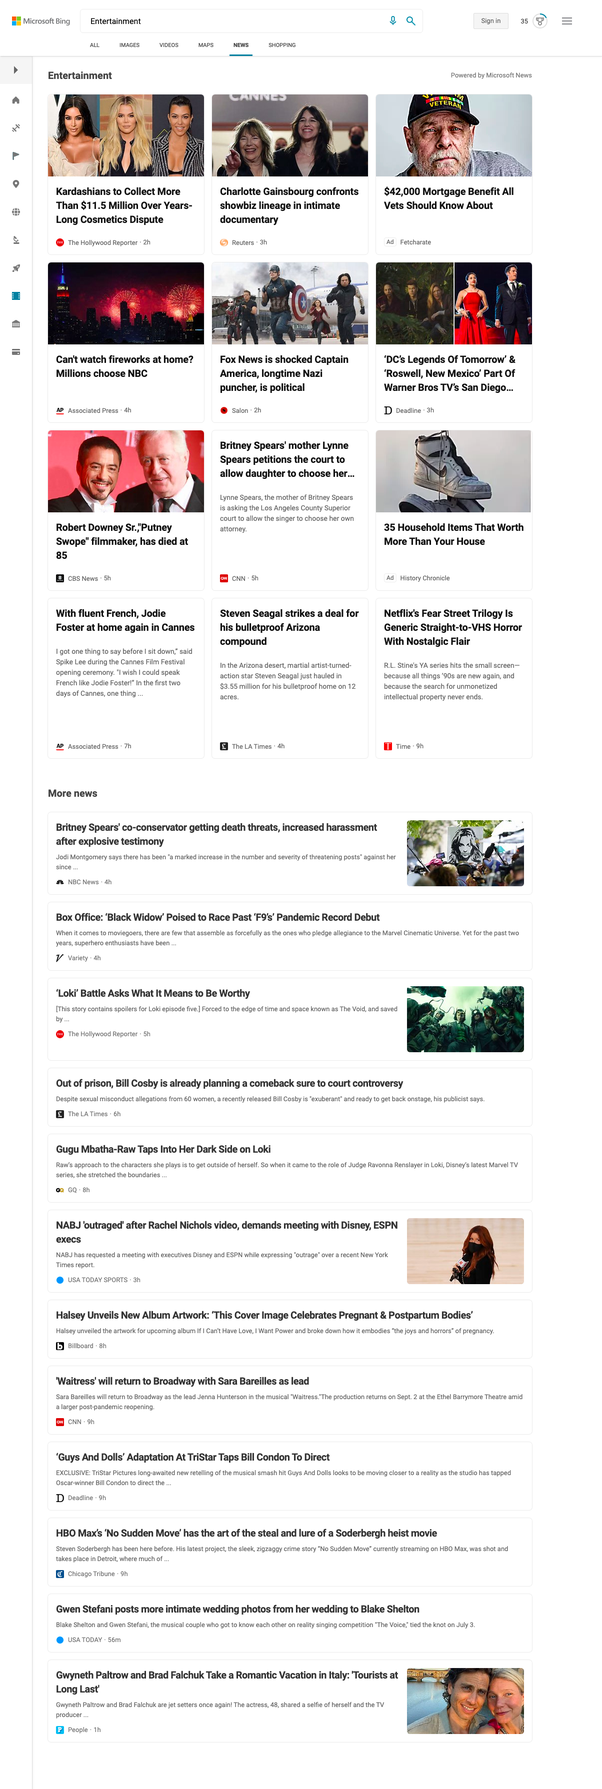 Microsoft Bing
Entertainment
Sign in
35
ALL
IMAGES
VIDEOS
MAPS
NEWS
SHOPPING
Entertainment
Powered by Microsoft News
Kardashians to Collect More
Than $11.5 Million Over Years-
Long Cosmetics Dispute
The Hollywood Reporter · 2h
CANNES
Charlotte Gainsbourg confronts
showbiz lineage in intimate
documentary
Reuters · 3h
VETERAN
$42,000 Mortgage Benefit All
Vets Should Know About
Ad Fetcharate
Can't watch fireworks at home?
Millions choose NBC
AP Associated Press · 4h
Fox News is shocked Captain
America, longtime Nazi
puncher, is political
Salon · 2h
‘DC’s Legends Of Tomorrow’ &
‘Roswell, New Mexico’ Part Of
Warner Bros TV’s San Diego...
D Deadline · 3h
Robert Downey Sr.,"Putney
Swope" filmmaker, has died at
85
CBS News · 5h
Britney Spears' mother Lynne
Spears petitions the court to
allow daughter to choose her...
Lynne Spears, the mother of Britney Spears
is asking the Los Angeles County Superior
court to allow the singer to choose her own
attorney.
CNN · 5h
35 Household Items That Worth
More Than Your House
Ad History Chronicle
With fluent French, Jodie
Foster at home again in Cannes
I got one thing to say before I sit down,” said
Spike Lee during the Cannes Film Festival
opening ceremony. “I wish I could speak
French like Jodie Foster!” In the first two
days of Cannes, one thing ...
AP Associated Press · 7h
Steven Seagal strikes a deal for
his bulletproof Arizona
compound
In the Arizona desert, martial artist-turned-
action star Steven Seagal just hauled in
$3.55 million for his bulletproof home on 12
acres.
The LA Times · 4h
Netflix's Fear Street Trilogy Is
Generic Straight-to-VHS Horror
With Nostalgic Flair
R.L. Stine's YA series hits the small screen—
because all things ’90s are new again, and
because the search for unmonetized
intellectual property never ends.
Time · 9h
More news
Britney Spears' co-conservator getting death threats, increased harassment
after explosive testimony
Jodi Montgomery says there has been "a marked increase in the number and severity of threatening posts" against her
since ...
NBC News · 4h
Box Office: ‘Black Widow’ Poised to Race Past ‘F9’s’ Pandemic Record Debut
When it comes to moviegoers, there are few that assemble as forcefully as the ones who pledge allegiance to the Marvel Cinematic Universe. Yet for the past two
years, superhero enthusiasts have been ...
V Variety · 4h
‘Loki’ Battle Asks What It Means to Be Worthy
[This story contains spoilers for Loki episode five.] Forced to the edge of time and space known as The Void, and saved
by ...
The Hollywood Reporter · 5h
Out of prison, Bill Cosby is already planning a comeback sure to court controversy
Despite sexual misconduct allegations from 60 women, a recently released Bill Cosby is "exuberant" and ready to get back onstage, his publicist says.
The LA Times · 6h
Gugu Mbatha-Raw Taps Into Her Dark Side on Loki
Raw's approach to the characters she plays is to get outside of herself. So when it came to the role of Judge Ravonna Renslayer in Loki, Disney's latest Marvel TV
series, she stretched the boundaries ...
GQ · 8h
NABJ 'outraged' after Rachel Nichols video, demands meeting with Disney, ESPN
execs
NABJ has requested a meeting with executives Disney and ESPN while expressing "outrage" over a recent New York
Times report.
USA TODAY SPORTS · 3h
Halsey Unveils New Album Artwork: ‘This Cover Image Celebrates Pregnant & Postpartum Bodies’
Halsey unveiled the artwork for upcoming album If I Can't Have Love, I Want Power and broke down how it embodies “the joys and horrors” of pregnancy.
b Billboard · 8h
'Waitress' will return to Broadway with Sara Bareilles as lead
Sara Bareilles will return to Broadway as the lead Jenna Hunterson in the musical "Waitress."The production returns on Sept. 2 at the Ethel Barrymore Theatre amid
a larger post-pandemic reopening.
CNN · 9h
‘Guys And Dolls’ Adaptation At TriStar Taps Bill Condon To Direct
EXCLUSIVE: TriStar Pictures long-awaited new retelling of the musical smash hit Guys And Dolls looks to be moving closer to a reality as the studio has tapped
Oscar-winner Bill Condon to direct the ...
D Deadline · 9h
HBO Max’s ‘No Sudden Move’ has the art of the steal and lure of a Soderbergh heist movie
Steven Soderbergh has been here before. His latest project, the sleek, zigzaggy crime story “No Sudden Move” currently streaming on HBO Max, was shot and
takes place in Detroit, where much of ...
Chicago Tribune · 9h
Gwen Stefani posts more intimate wedding photos from her wedding to Blake Shelton
Blake Shelton and Gwen Stefani, the musical couple who got to know each other on reality singing competition "The Voice," tied the knot on July 3.
USA TODAY · 56m
Gwyneth Paltrow and Brad Falchuk Take a Romantic Vacation in Italy: 'Tourists at
Long Last'
Gwyneth Paltrow and Brad Falchuk are jet setters once again! The actress, 48, shared a selfie of herself and the TV
producer ...
P People · 1h